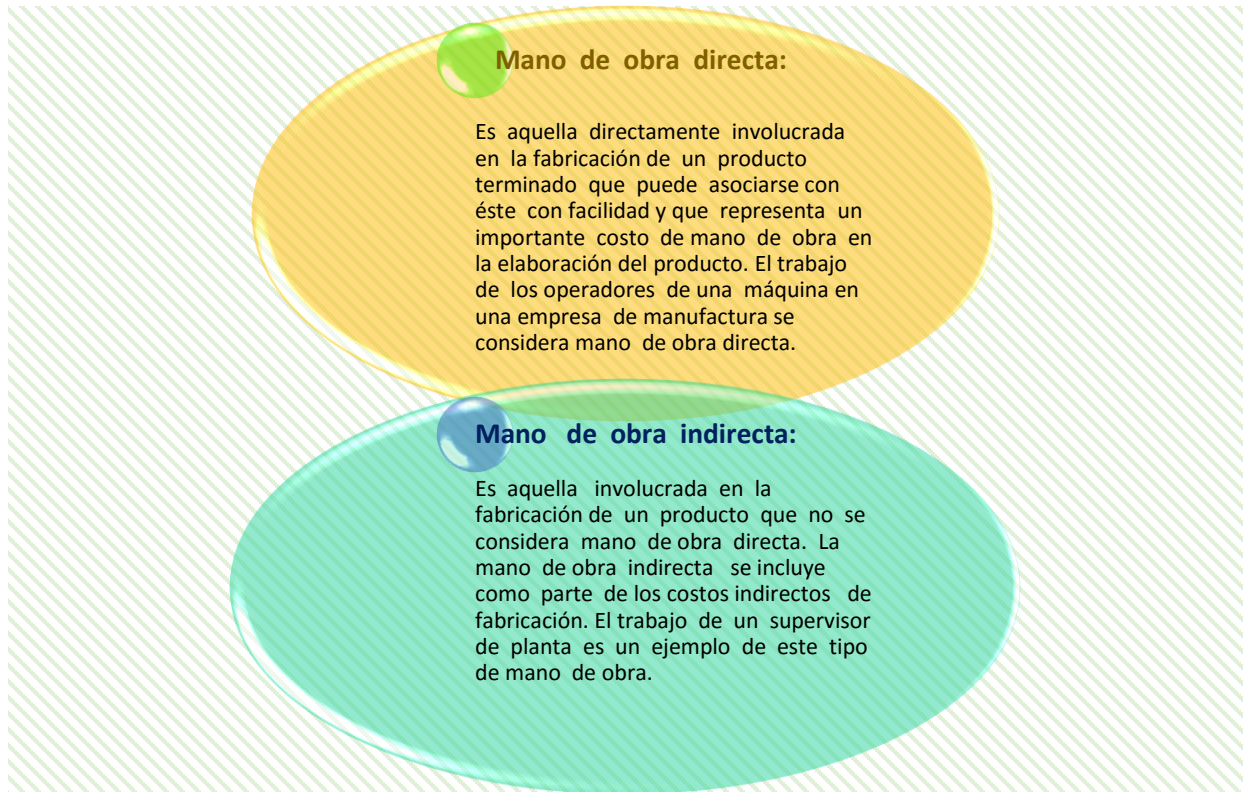 Mano de obra directa:
Es aquella directamente involucrada
en la fabricación de un producto
terminado que puede asociarse con
éste con facilidad y que representa un
importante costo de mano de obra en
la elaboración del producto. El trabajo
de los operadores de una máquina en
una empresa de manufactura se
considera mano de obra directa.
Mano de obra indirecta:
Es aquella involucrada en la
fabricación de un producto que no se
considera mano de obra directa. La
mano de obra indirecta se incluye
como parte de los costos indirectos de
fabricación. El trabajo de un supervisor
de planta es un ejemplo de este tipo
de mano de obra.